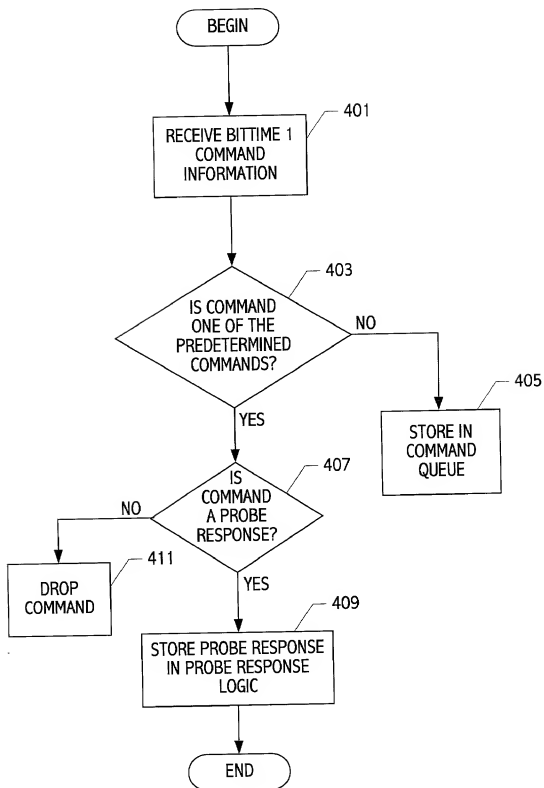 BEGIN
RECEIVE BITTIME 1
COMMAND
INFORMATION
401
403
IS COMMAND
ONE OF THE
PREDETERMINED
COMMANDS?
NO
405
STORE IN
COMMAND
QUEUE
YES
407
IS
COMMAND
A PROBE
RESPONSE?
NO
411
DROP
COMMAND
YES
409
STORE PROBE RESPONSE
IN PROBE RESPONSE
LOGIC
END